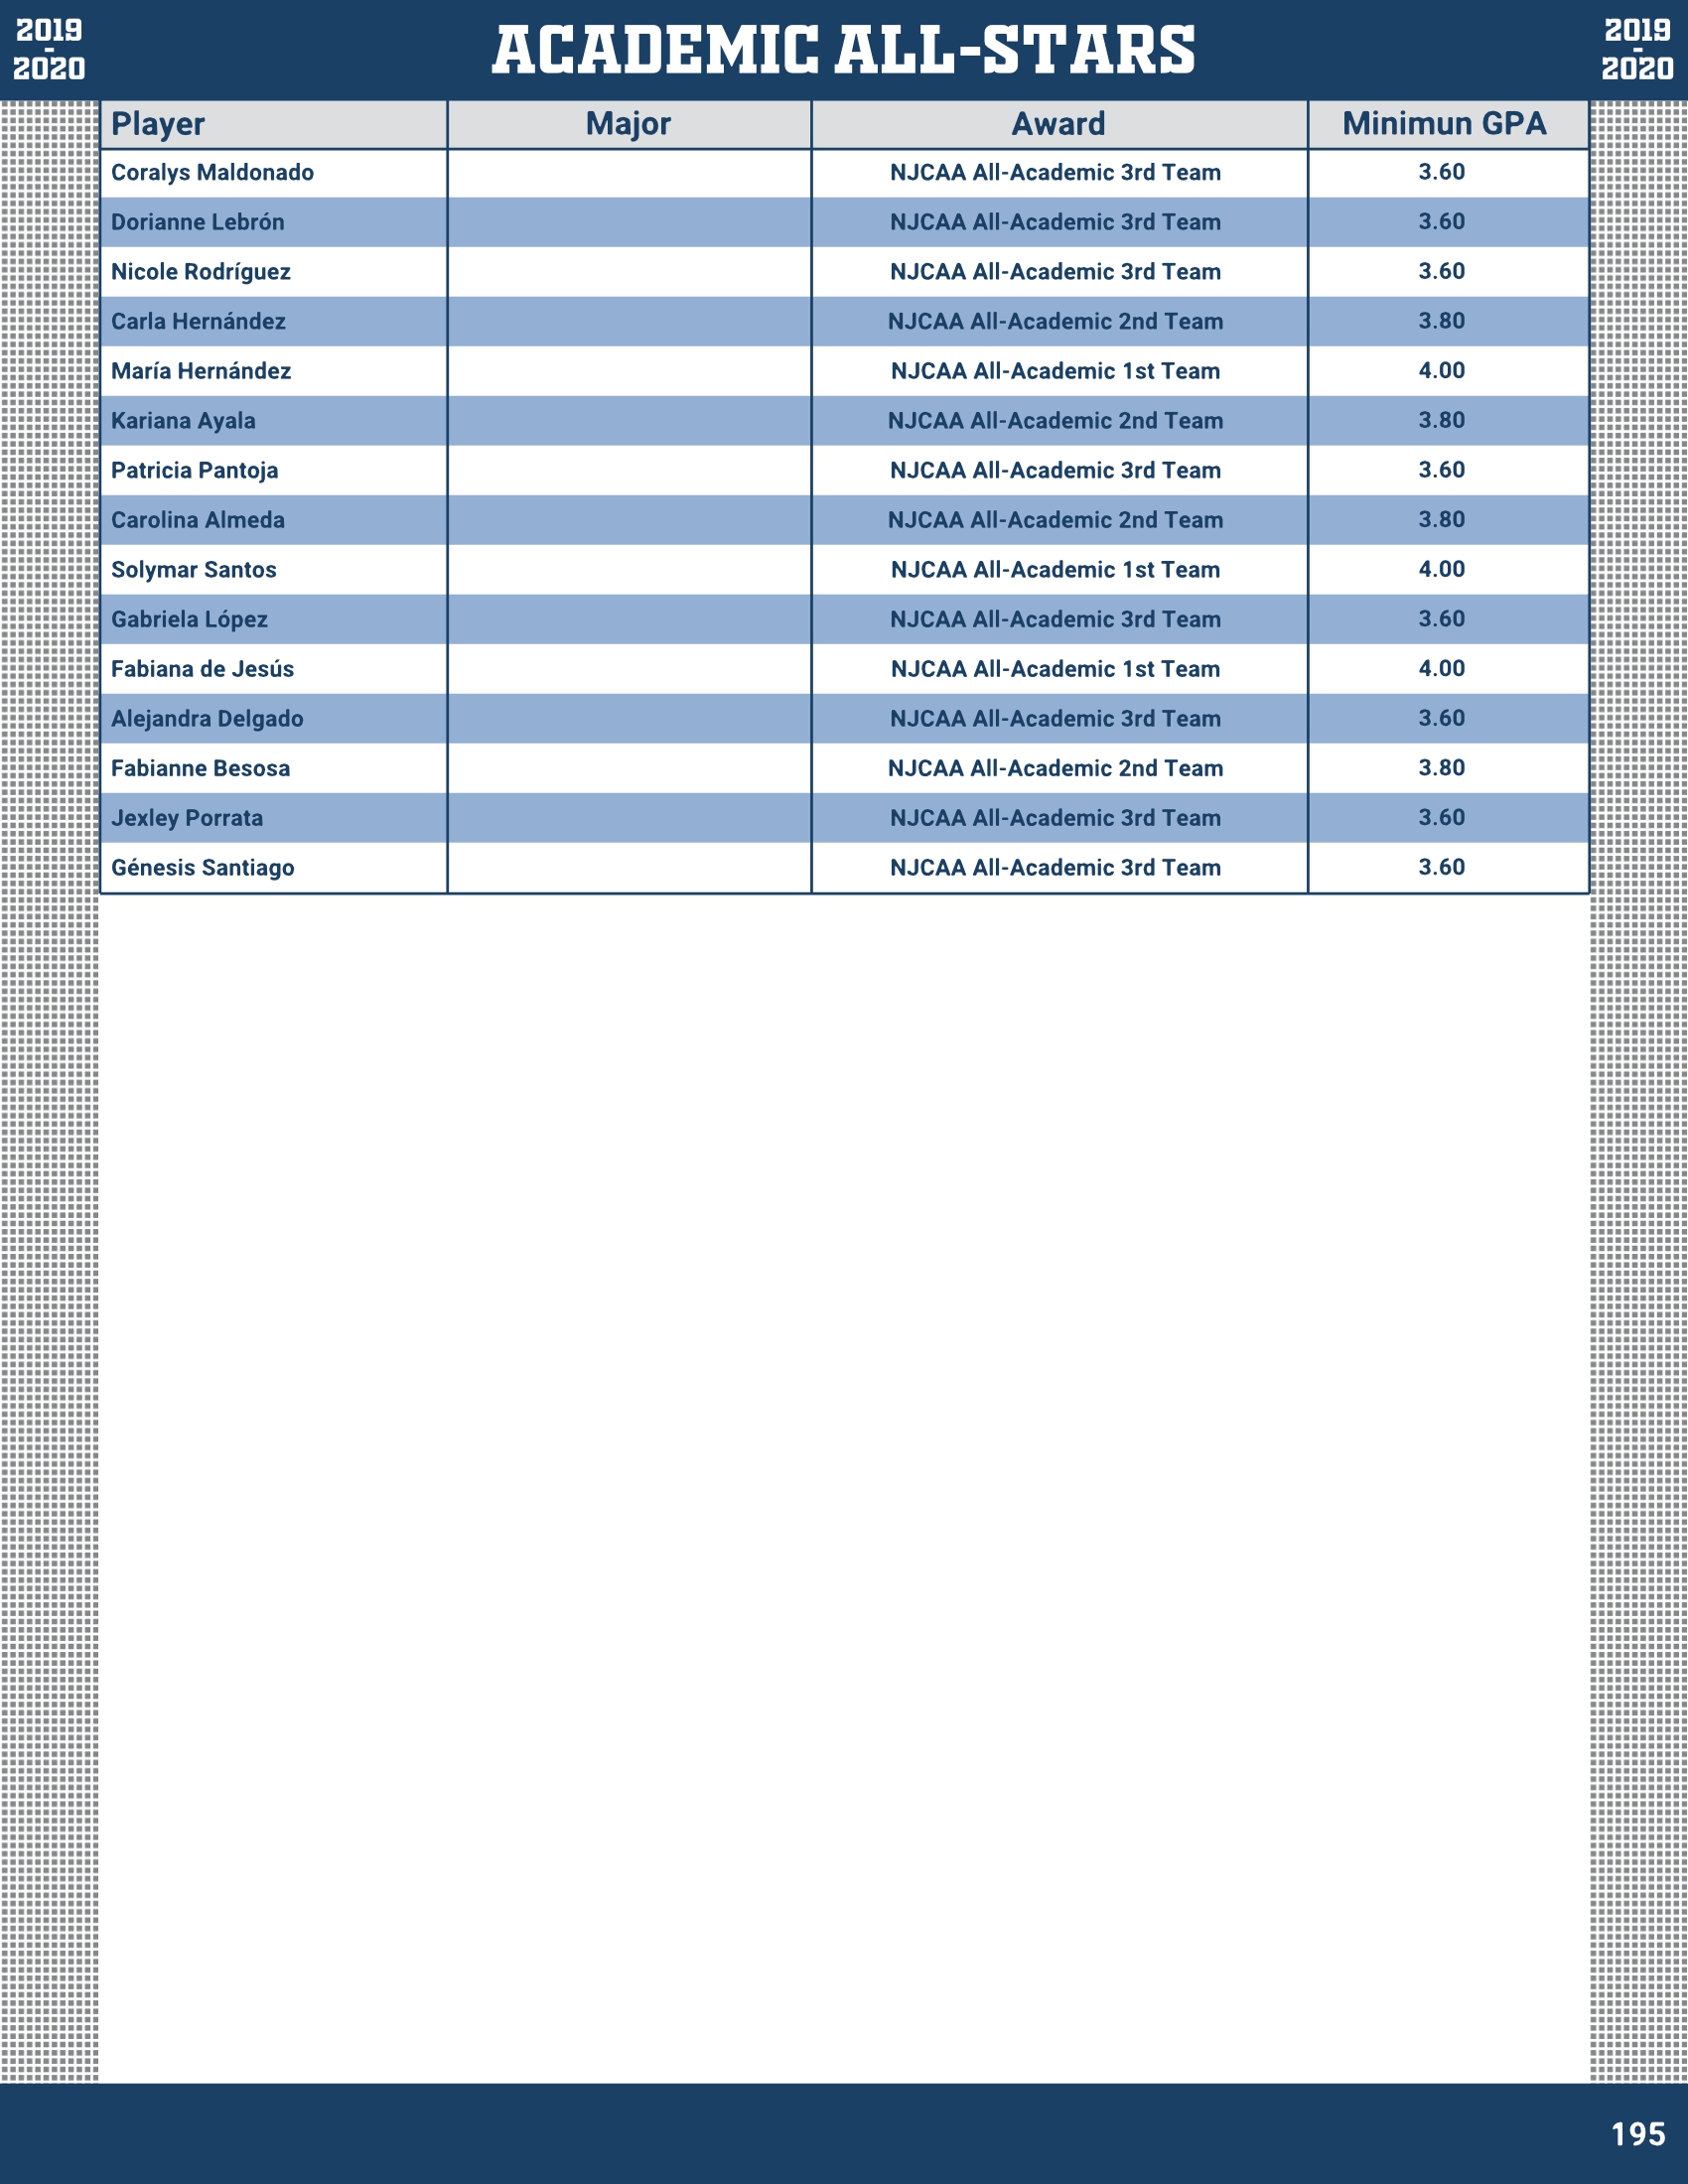 2019
-
2020
ACADEMIC ALL-STARS
2019
-
2020
Player Major Award Minimun GPA
Coralys Maldonado NJCAA All-Academic 3rd Team 3.60
Dorianne Lebrón NJCAA All-Academic 3rd Team 3.60
Nicole Rodríguez NJCAA All-Academic 3rd Team 3.60
Carla Hernández NJCAA All-Academic 2nd Team 3.80
María Hernández NJCAA All-Academic 1st Team 4.00
Kariana Ayala NJCAA All-Academic 2nd Team 3.80
Patricia Pantoja NJCAA All-Academic 3rd Team 3.60
Carolina Almeda NJCAA All-Academic 2nd Team 3.80
Solymar Santos NJCAA All-Academic 1st Team 4.00
Gabriela López NJCAA All-Academic 3rd Team 3.60
Fabiana de Jesús NJCAA All-Academic 1st Team 4.00
Alejandra Delgado NJCAA All-Academic 3rd Team 3.60
Fabianne Besosa NJCAA All-Academic 2nd Team 3.80
Jexley Porrata NJCAA All-Academic 3rd Team 3.60
Génesis Santiago NJCAA All-Academic 3rd Team 3.60
195